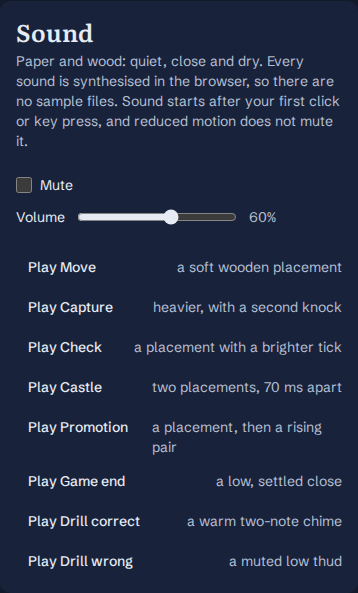 Sound
Paper and wood: quiet, close and dry. Every
sound is synthesised in the browser, so there are
no sample files. Sound starts after your first click
or key press, and reduced motion does not mute
it.
Mute
Volume 60%
Play Move a soft wooden placement
Play Capture heavier, with a second knock
Play Check a placement with a brighter tick
Play Castle two placements, 70 ms apart
Play Promotion a placement, then a rising
pair
Play Game end a low, settled close
Play Drill correct a warm two-note chime
Play Drill wrong a muted low thud